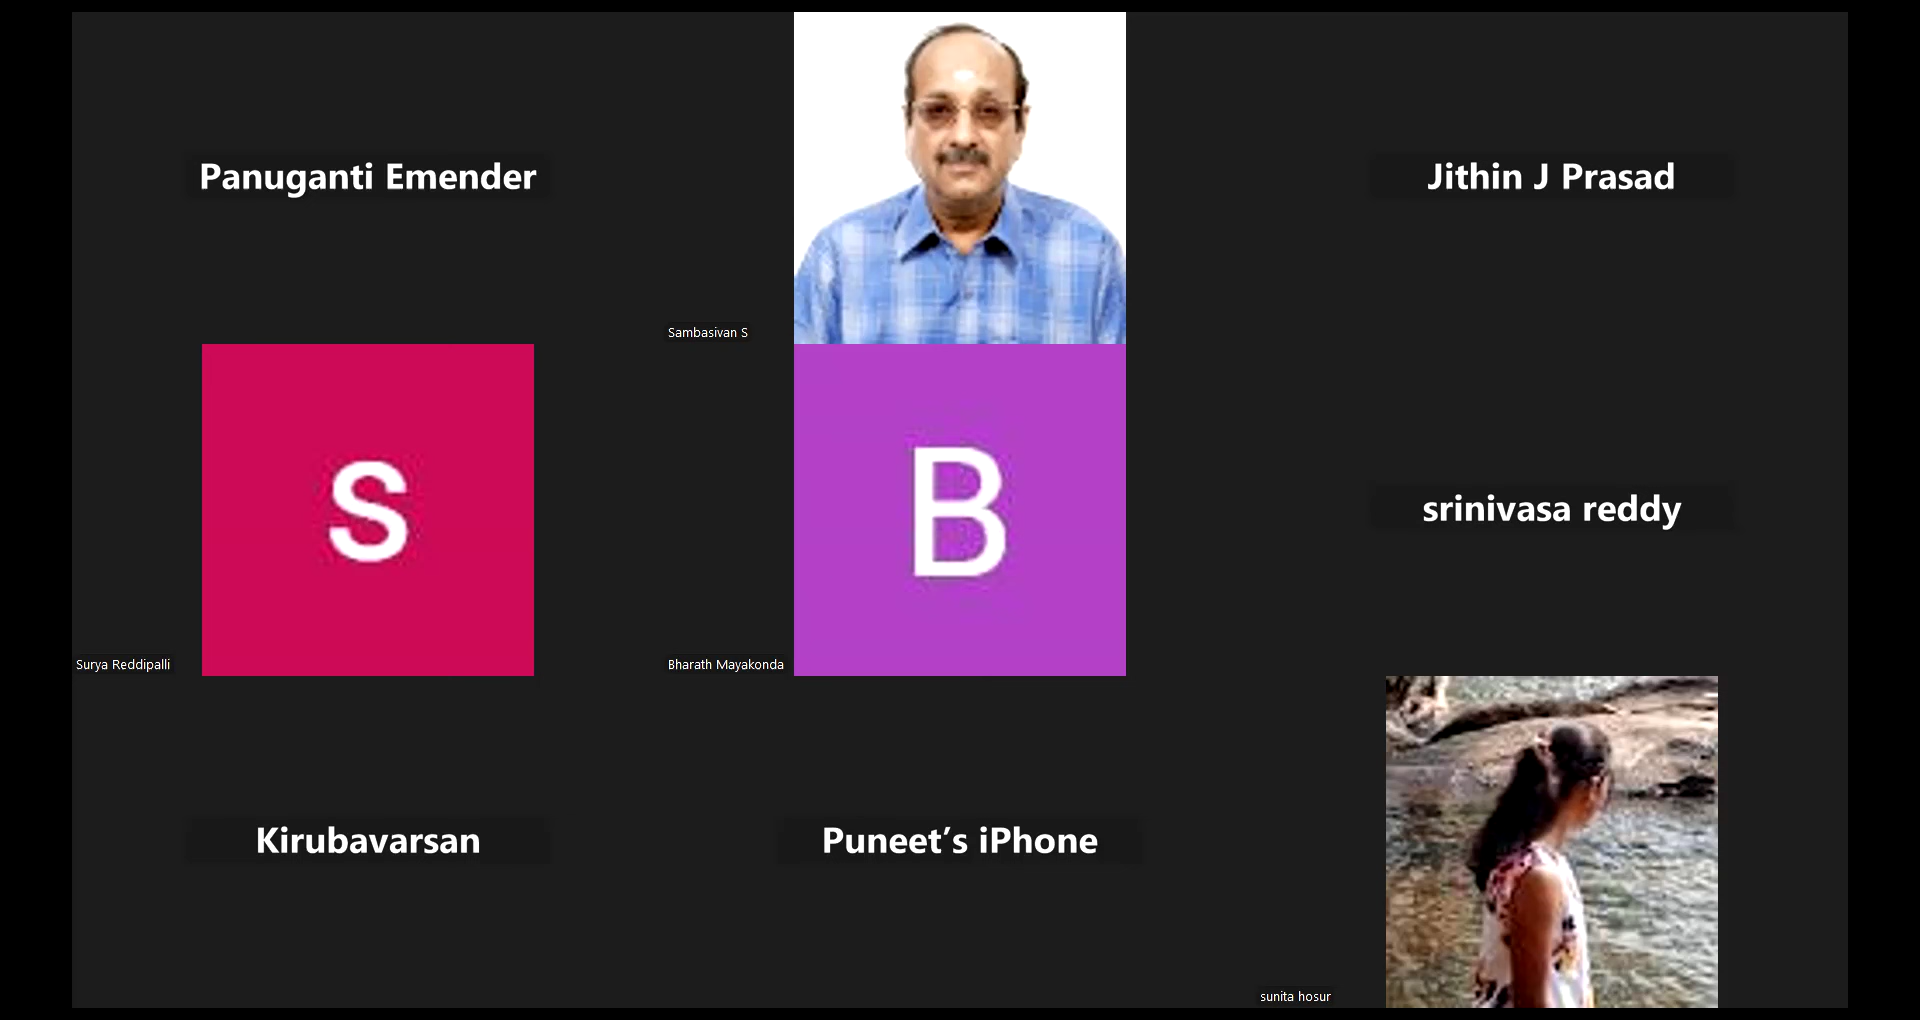 Panuganti Emender
Sambasivan S
Jithin J Prasad
S
Surya Reddipalli
B
Bharath Mayakonda
srinivasa reddy
Kirubavarsan
Puneet’s iPhone
sunita hosur